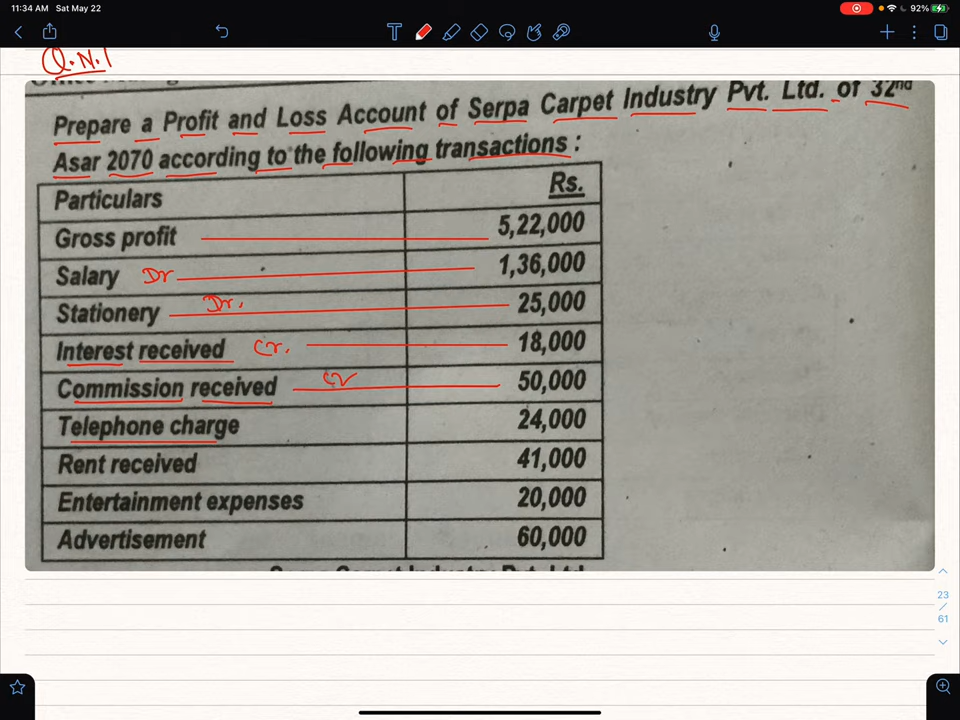 11:34 AM Sat May 22
92%
Q.N.1
Prepare a Profit and Loss Account of Serpa Carpet Industry Pvt. Ltd. of 32nd
Asar 2070 according to the following transactions :
Particulars Rs.
Gross profit 5,22,000
Salary Dr 1,36,000
Stationery Dr. 25,000
Interest received Cr. 18,000
Commission received Cr 50,000
Telephone charge 24,000
Rent received 41,000
Entertainment expenses 20,000
Advertisement 60,000
23
/
61